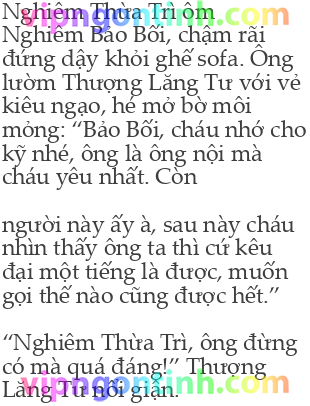 Nghiêm Thừa Trì ôm
Nghiêm Bảo Bối, chậm rãi
đứng dậy khỏi ghế sofa. Ông
lườm Thượng Lăng Tư với vẻ
kiêu ngạo, hé mở bờ môi
mỏng: “Bảo Bối, cháu nhớ cho
kỹ nhé, ông là ông nội mà
cháu yêu nhất. Còn
người này ấy à, sau này cháu
nhìn thấy ông ta thì cứ kêu
đại một tiếng là được, muốn
gọi thế nào cũng được hết.”
“Nghiêm Thừa Trì, ông đừng
có mà quá đáng!” Thượng
Lăng Tư nổi giận.
vipngontinh.com
vipngontinh.com